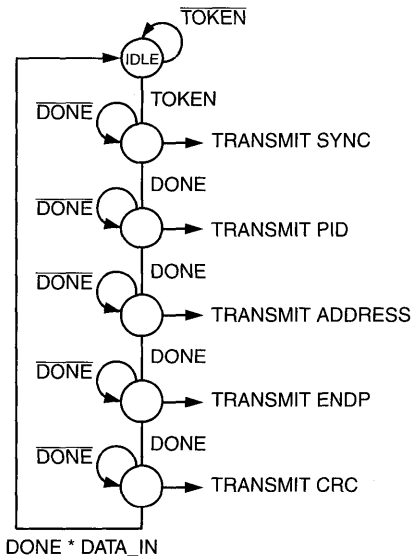 TOKEN
IDLE
TOKEN
DONE
TRANSMIT SYNC
DONE
DONE
TRANSMIT PID
DONE
DONE
TRANSMIT ADDRESS
DONE
DONE
TRANSMIT ENDP
DONE
DONE
TRANSMIT CRC
DONE * DATA_IN